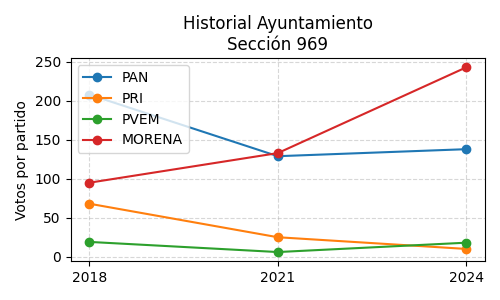 Historial Ayuntamiento
Sección 969
Votos por partido
250
200
150
100
50
0
PAN
PRI
PVEM
MORENA
2018
2021
2024